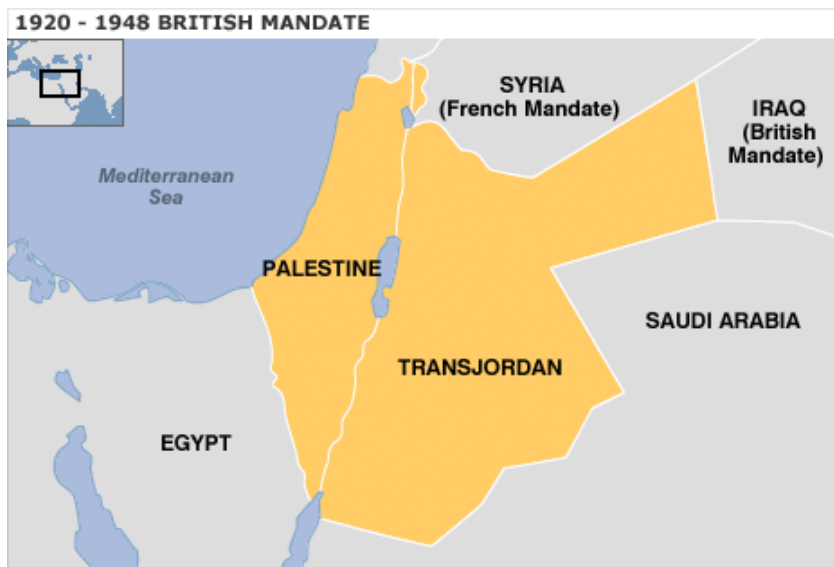 1920 - 1948 BRITISH MANDATE
SYRIA
(French Mandate)
IRAQ
(British
Mandate)
Mediterranean
Sea
PALESTINE
SAUDI ARABIA
TRANSJORDAN
EGYPT